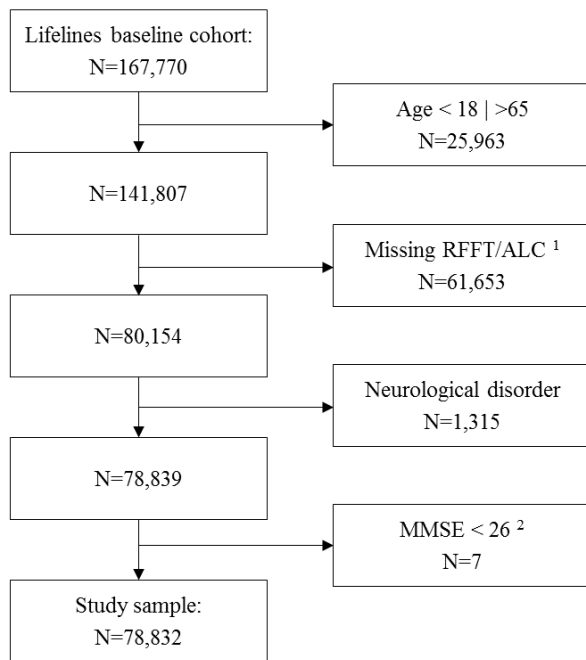 Lifelines baseline cohort:
N=167,770
Age < 18 | >65
N=25,963
N=141,807
Missing RFFT/ALC ¹
N=61,653
N=80,154
Neurological disorder
N=1,315
N=78,839
MMSE < 26 ²
N=7
Study sample:
N=78,832